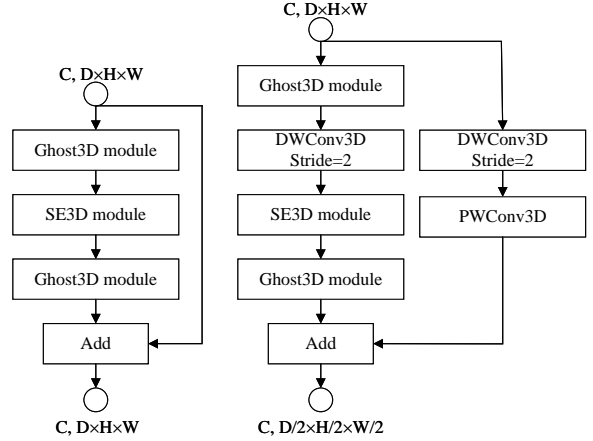 C, D×H×W
Ghost3D module
SE3D module
Ghost3D module
Add
C, D×H×W
C, D×H×W
Ghost3D module
DWConv3D
Stride=2
SE3D module
Ghost3D module
Add
C, D/2×H/2×W/2
DWConv3D
Stride=2
PWConv3D